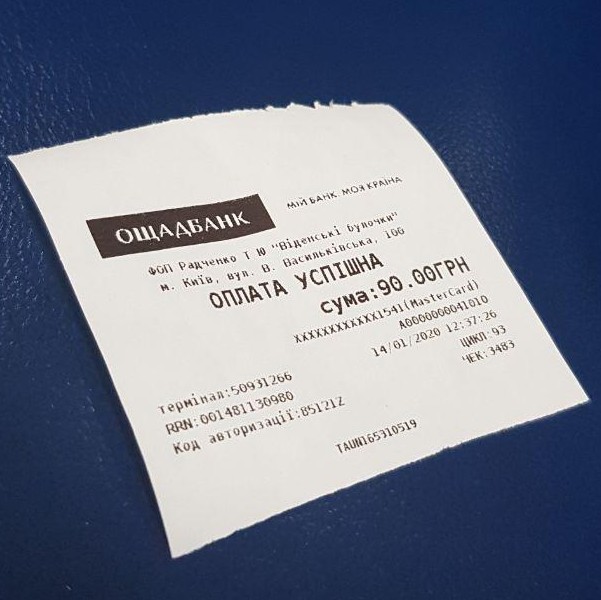 ОЩАДБАНК
МІЙ БАНК. МОЯ КРАЇНА
ФОП Радченко Т Ю "Віденські булочки"
м. Київ, вул. В. Васильківська, 100
ОПЛАТА УСПІШНА
сума:90.00ГРН
XXXXXXXXXXXX1541(MasterCard)
A0000000041010
14/01/2020 12:37:26
ЦИКЛ:93
ЧЕК:3483
Термінал:50931266
RRN:001481130980
Код авторизації:85121Z
TAUN165310519